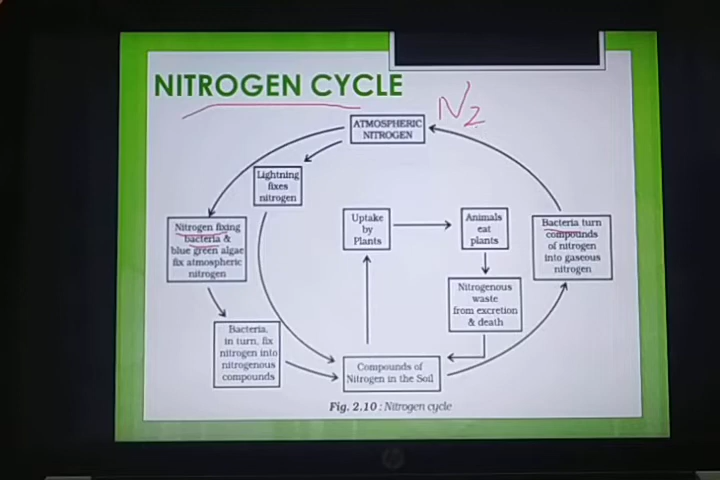 NITROGEN CYCLE
N2
ATMOSPHERIC
NITROGEN
Lightning
fixes
nitrogen
Nitrogen fixing
bacteria &
blue green algae
fix atmospheric
nitrogen
Uptake
by
Plants
Animals
eat
plants
Bacteria turn
compounds
of nitrogen
into gaseous
nitrogen
Nitrogenous
waste
from excretion
& death
Bacteria,
in turn, fix
nitrogen into
nitrogenous
compounds
Compounds of
Nitrogen in the Soil
Fig. 2.10 : Nitrogen cycle
hp